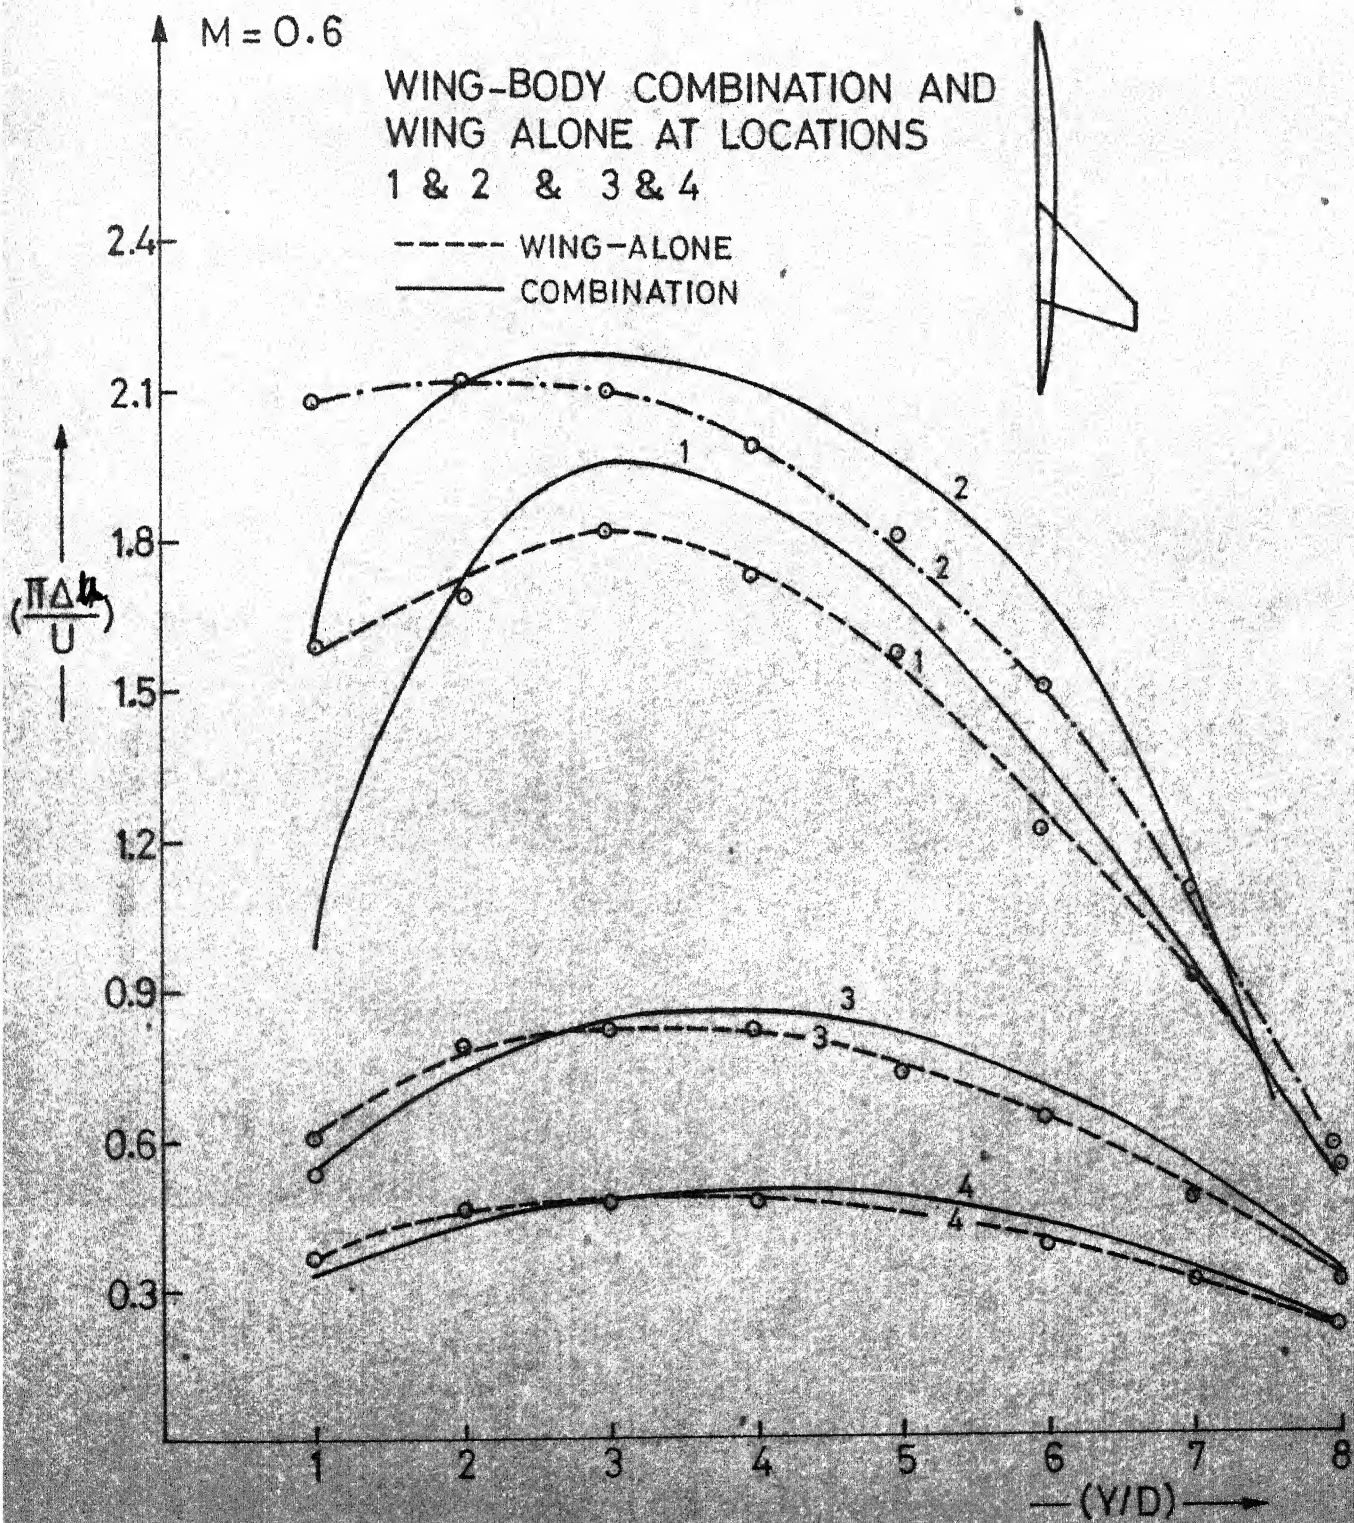 M = 0.6
WING-BODY COMBINATION AND
WING ALONE AT LOCATIONS
1 & 2 & 3 & 4
WING-ALONE
COMBINATION
2.4
2.1
1.8
1.5
1.2
0.9
0.6
0.3
(πΔu/U)
1
2
2
1
3
3
4
4
1 2 3 4 5 6 7 8
(Y/D)